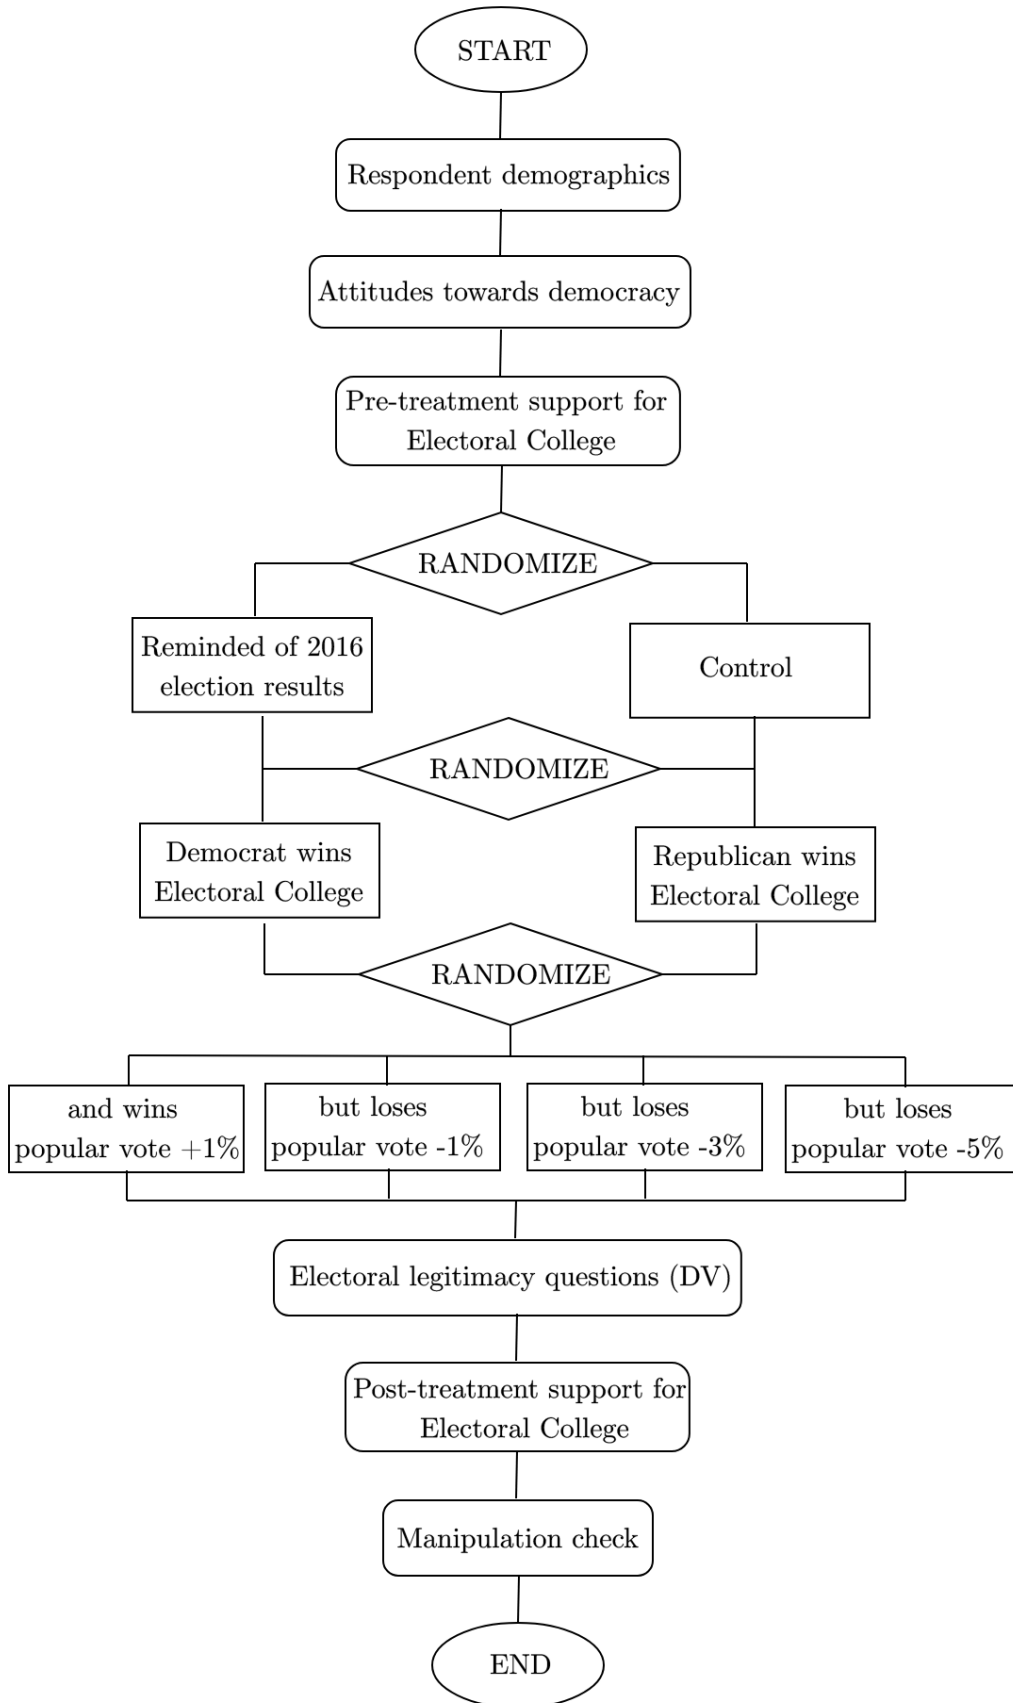 START
Respondent demographics
Attitudes towards democracy
Pre-treatment support for
Electoral College
RANDOMIZE
Reminded of 2016
election results
Control
RANDOMIZE
Democrat wins
Electoral College
Republican wins
Electoral College
RANDOMIZE
and wins
popular vote +1%
but loses
popular vote -1%
but loses
popular vote -3%
but loses
popular vote -5%
Electoral legitimacy questions (DV)
Post-treatment support for
Electoral College
Manipulation check
END